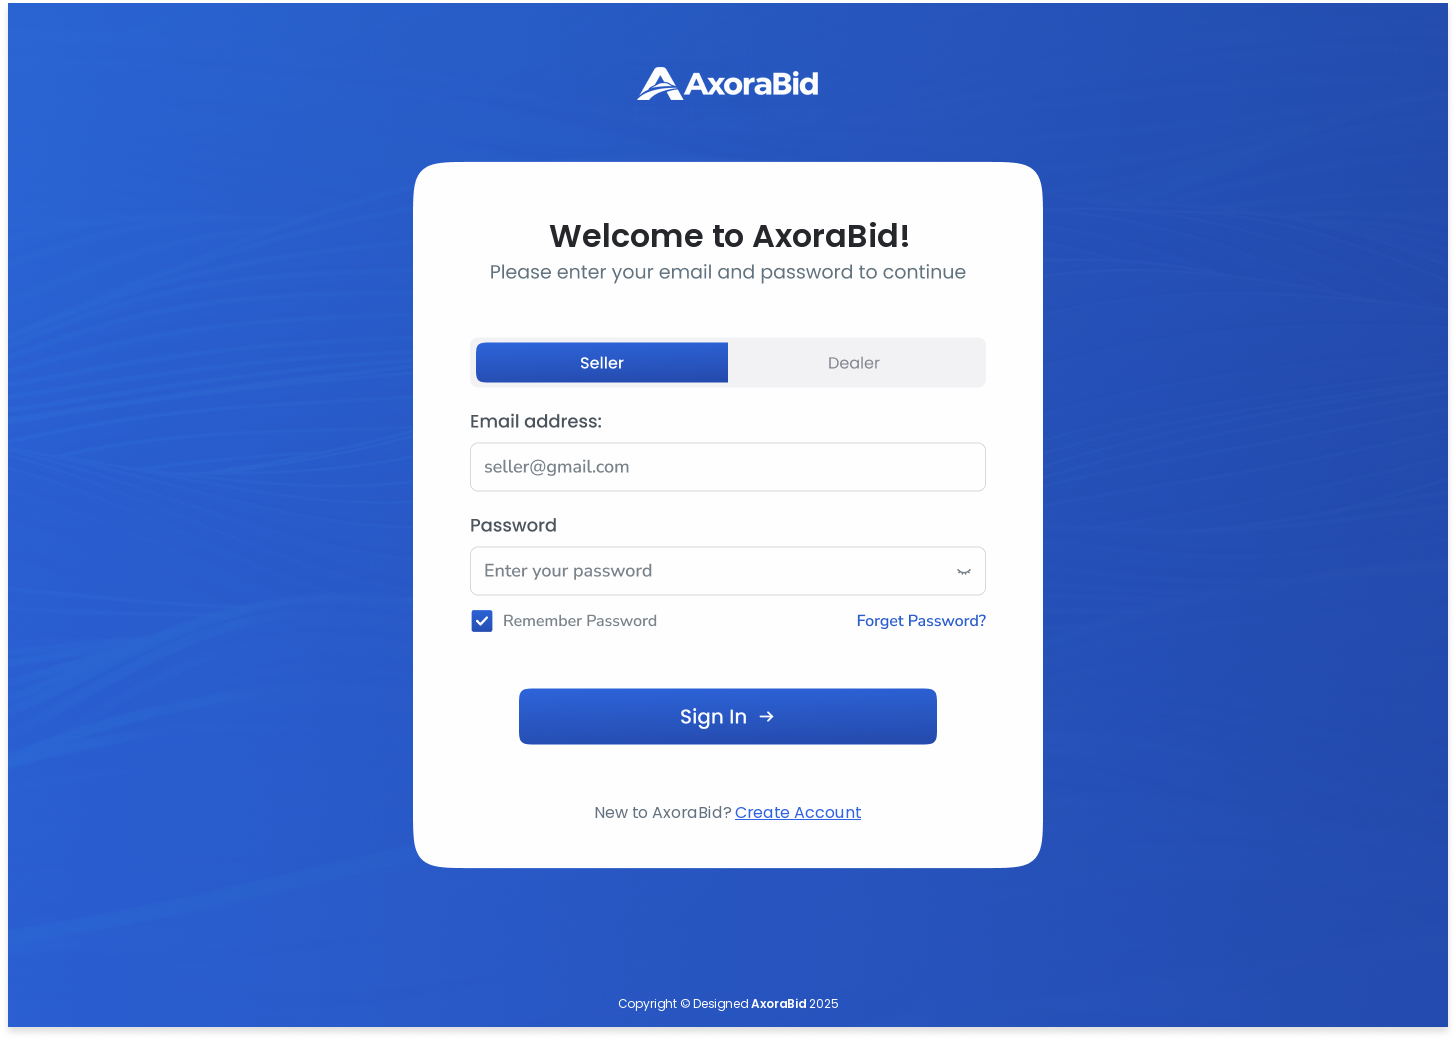 AxoraBid
Welcome to AxoraBid!
Please enter your email and password to continue
Seller
Dealer
Email address:
seller@gmail.com
Password
Enter your password
Remember Password
Forget Password?
Sign In →
New to AxoraBid? Create Account
Copyright © Designed AxoraBid 2025